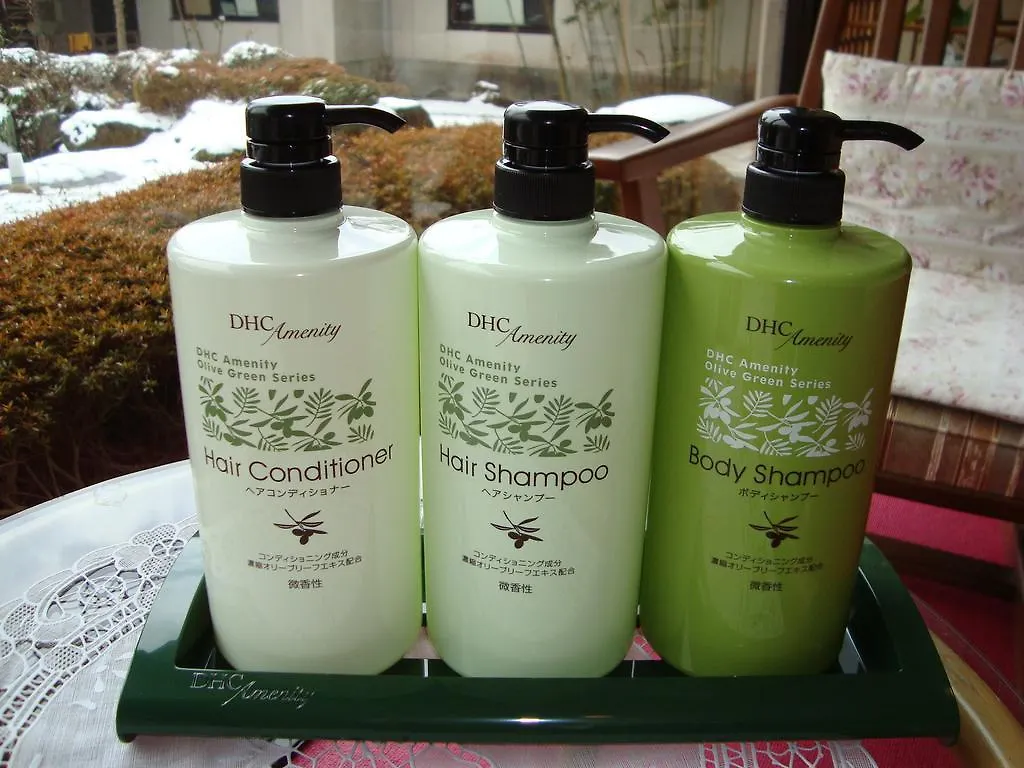 DHC Amenity
DHC Amenity
Olive Green Series
Hair Conditioner
ヘアコンディショナー
コンディショニング成分
濃縮オリーブリーフエキス配合
微香性
DHC Amenity
DHC Amenity
Olive Green Series
Hair Shampoo
ヘアシャンプー
コンディショニング成分
濃縮オリーブリーフエキス配合
微香性
DHC Amenity
DHC Amenity
Olive Green Series
Body Shampoo
ボディシャンプー
コンディショニング成分
濃縮オリーブリーフエキス配合
微香性
DHC Amenity